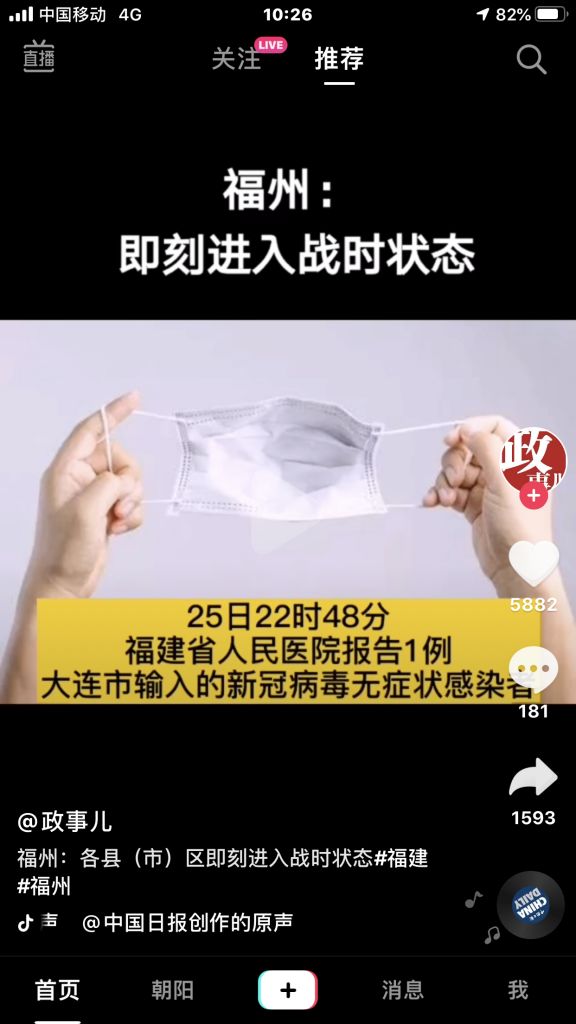 中国移动 4G 10:26 82%
直播 关注 LIVE 推荐
福州：
即刻进入战时状态
政
事儿
25日22时48分
福建省人民医院报告1例
大连市输入的新冠病毒无症状感染者
5882
181
1593
@政事儿
福州：各县（市）区即刻进入战时状态#福建
#福州
声 @中国日报创作的原声
CHINA
DAILY
首页 朝阳 消息 我